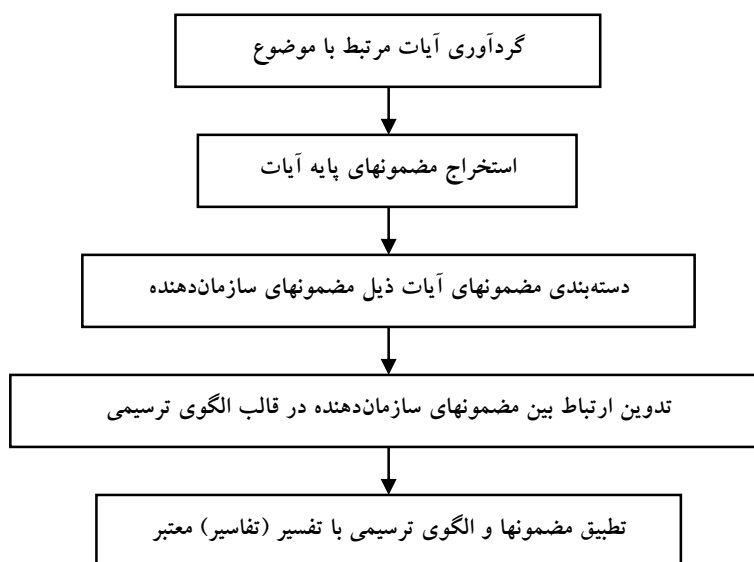 گردآوری آیات مرتبط با موضوع
استخراج مضمونهای پایه آیات
دسته‌بندی مضمونهای آیات ذیل مضمونهای سازمان‌دهنده
تدوین ارتباط بین مضمونهای سازمان‌دهنده در قالب الگوی ترسیمی
تطبیق مضمونها و الگوی ترسیمی با تفسیر (تفاسیر) معتبر